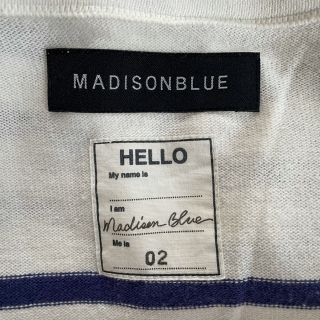 MADISONBLUE
HELLO
My name is
I am
Madison Blue
Me is
02